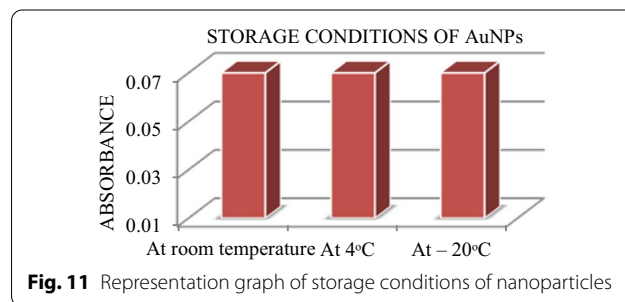 STORAGE CONDITIONS OF AuNPs
ABSORBANCE
0.07
0.05
0.03
0.01
At room temperature At 4°C At – 20°C
Fig. 11 Representation graph of storage conditions of nanoparticles